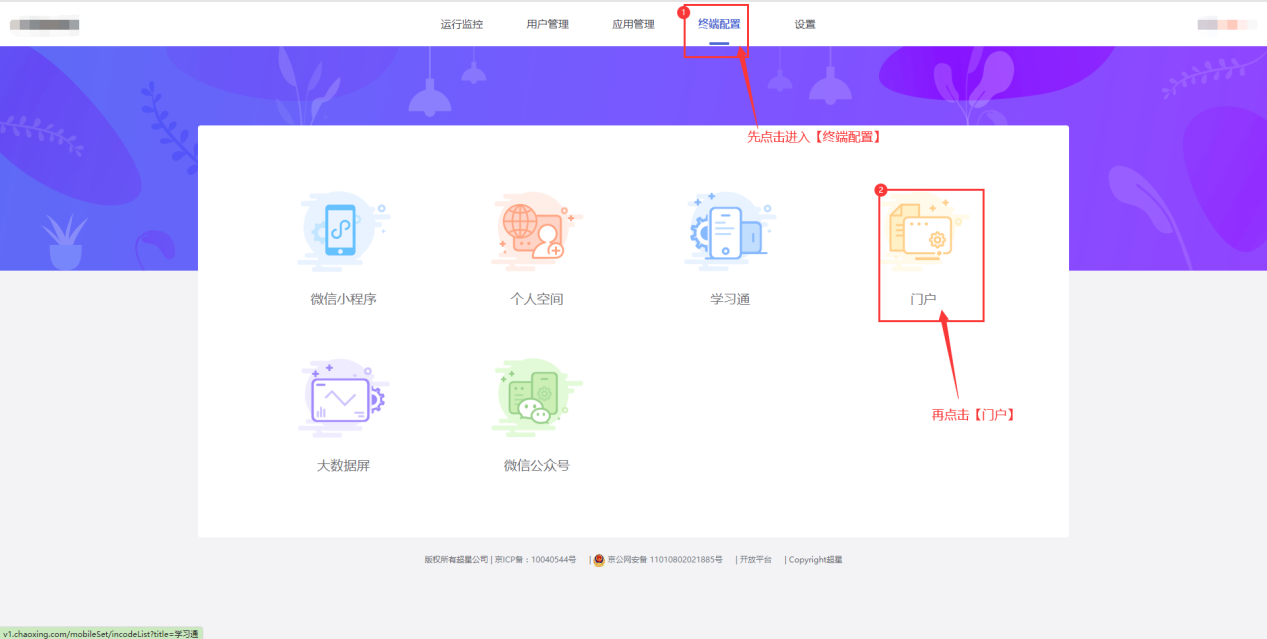 运行监控
用户管理
应用管理
1
终端配置
设置
先点击进入【终端配置】
2
微信小程序
个人空间
学习通
门户
再点击【门户】
大数据屏
微信公众号
版权所有超星公司 | 京ICP备：10040544号 | 京公网安备 11010802021885号 | 开放平台 | Copyright超星
v1.chaoxing.com/mobileSet/incodeList?title=学习通